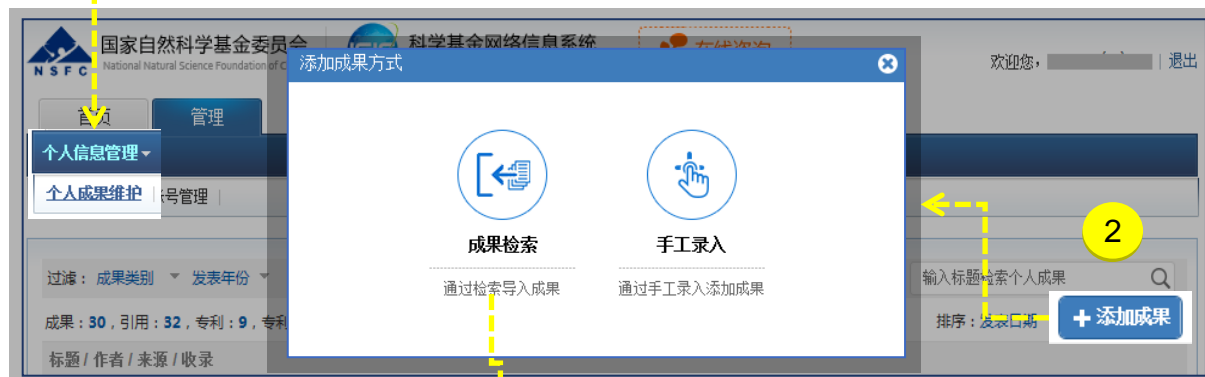 国家自然科学基金委员会
National Natural Science Foundation of C
NSFC
科学基金网络信息系统
在线咨询
欢迎您，
| 退出
首页
管理
添加成果方式
个人信息管理
个人成果维护
号管理
成果检索
手工录入
通过检索导入成果
通过手工录入添加成果
2
过滤：成果类别 发表年份
输入标题检索个人成果
成果：30，引用：32，专利：9，专利
排序：发表日期
+ 添加成果
标题 / 作者 / 来源 / 收录